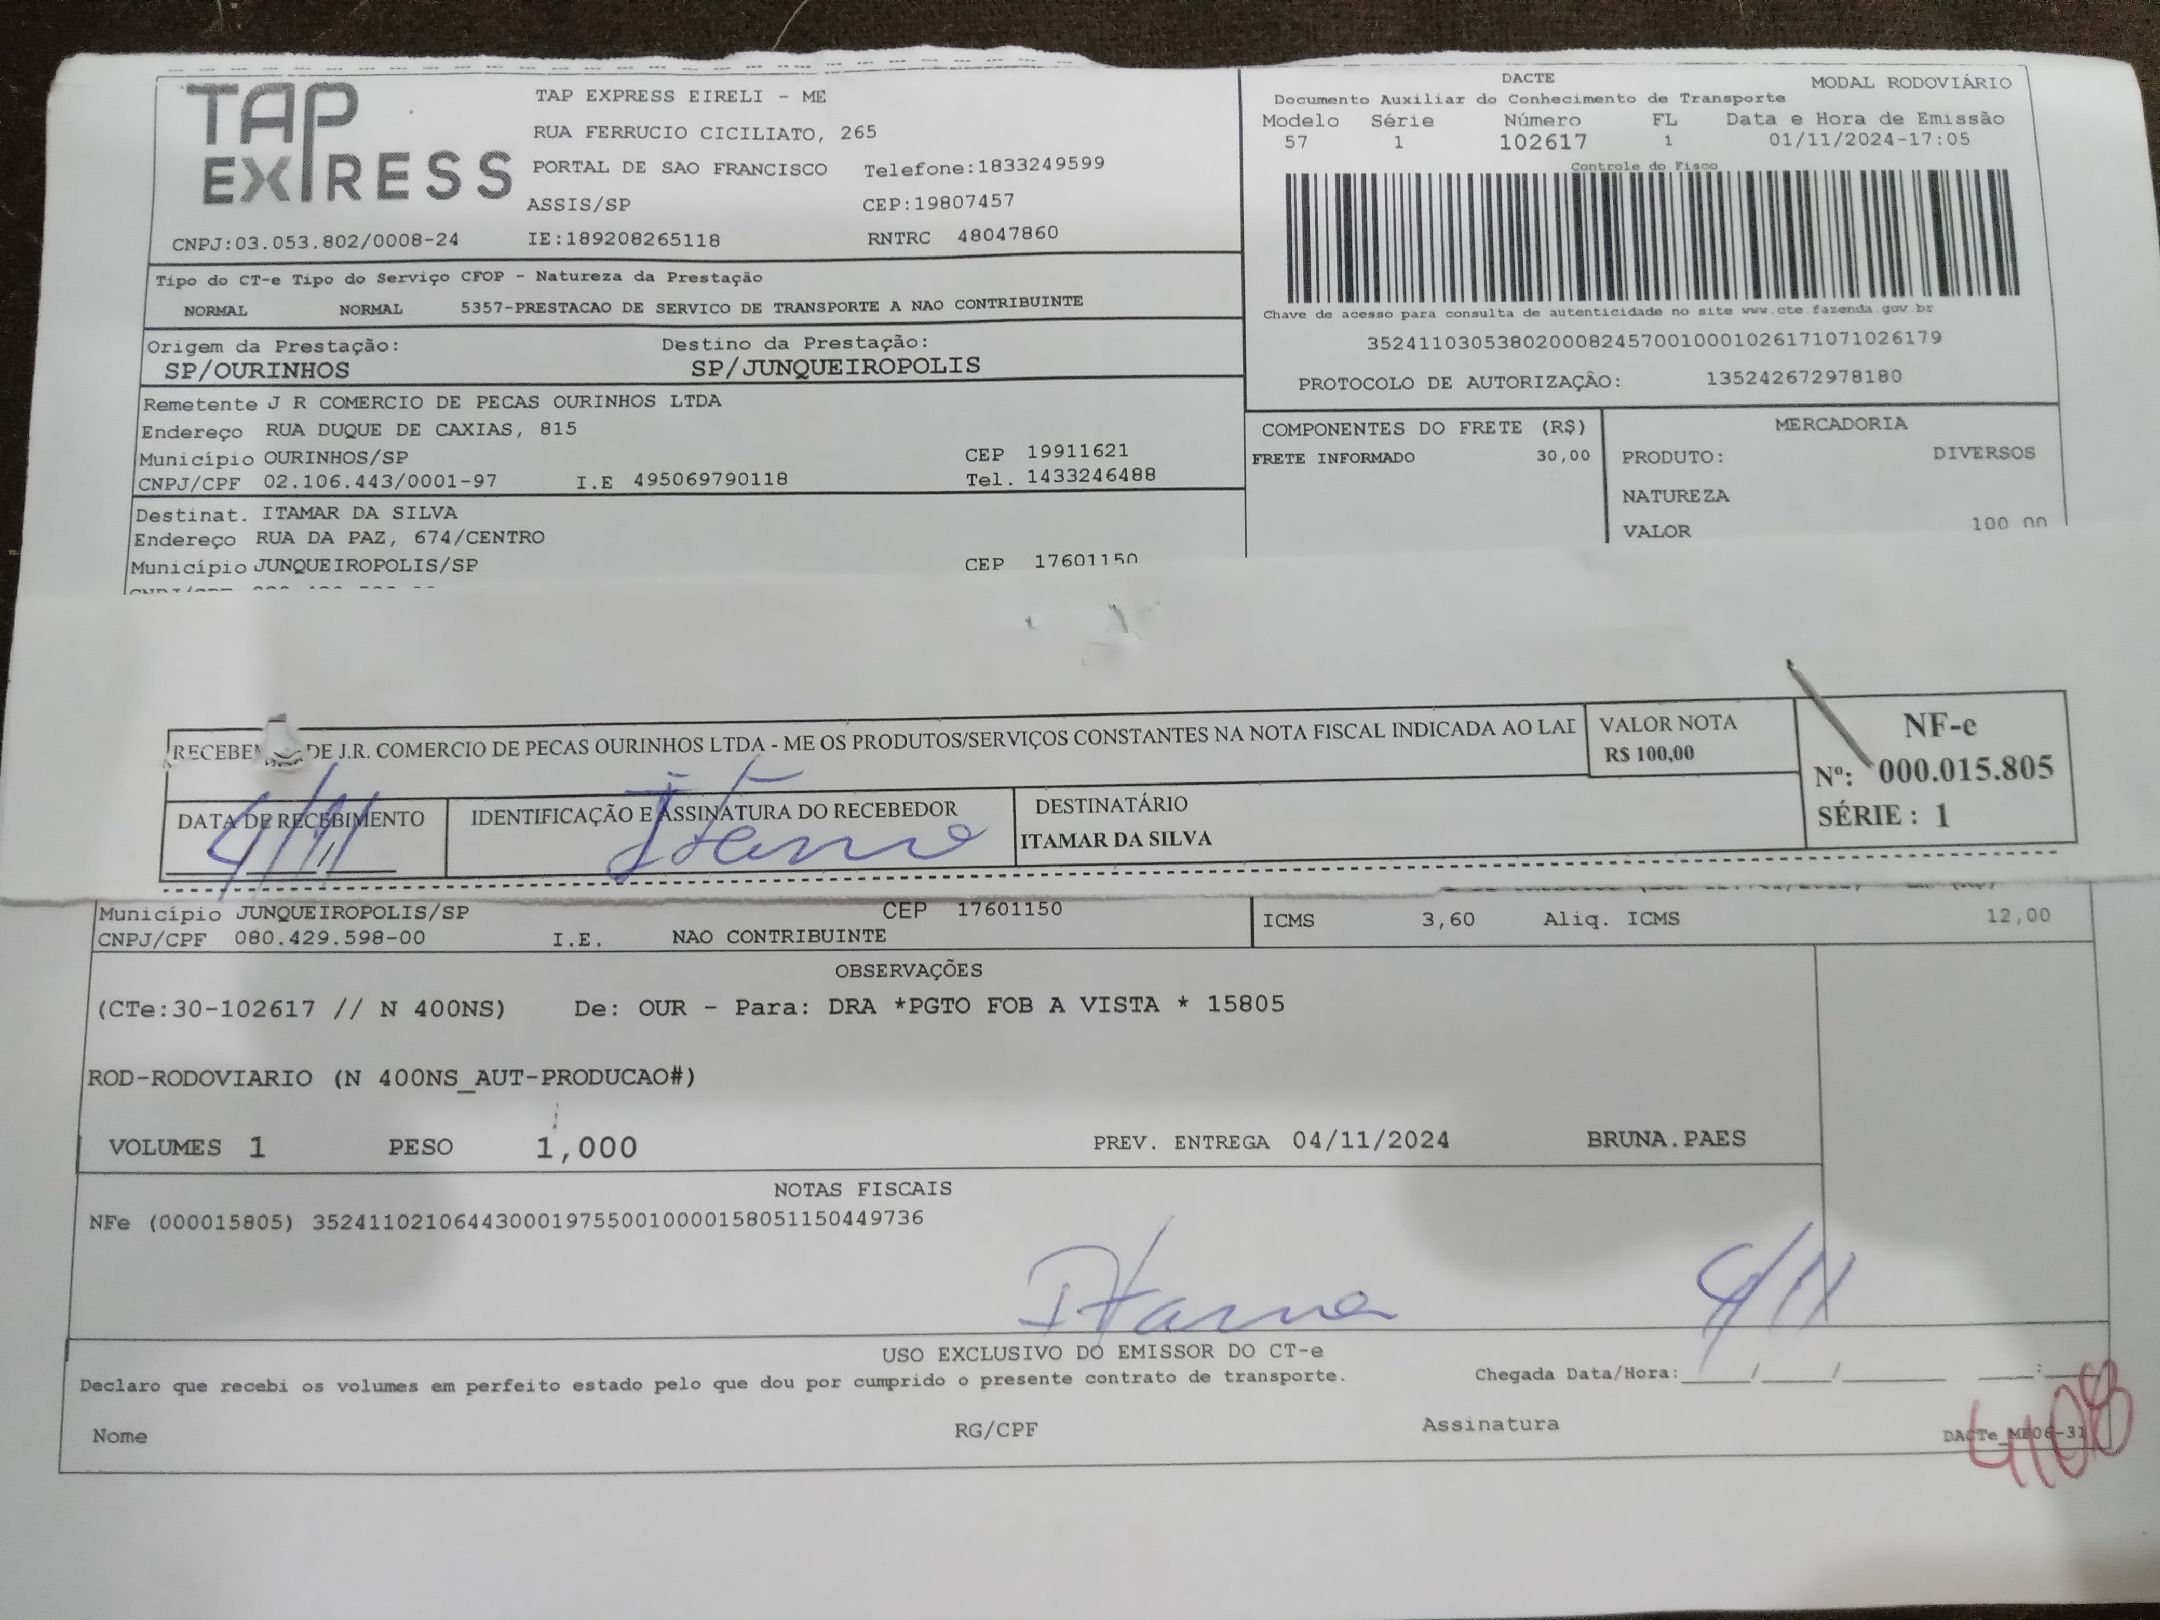 TAP EXPRESS
TAP EXPRESS EIRELI - ME
RUA FERRUCIO CICILIATO, 265
PORTAL DE SAO FRANCISCO Telefone:1833249599
ASSIS/SP CEP:19807457
CNPJ:03.053.802/0008-24 IE:189208265118 RNTRC 48047860
DACTE MODAL RODOVIÁRIO
Documento Auxiliar do Conhecimento de Transporte
Modelo Série Número FL Data e Hora de Emissão
57 1 102617 1 01/11/2024-17:05
Controle do Fisco
Chave de acesso para consulta de autenticidade no site www.cte.fazenda.gov br
35241103053802000824570010001026171071026179
PROTOCOLO DE AUTORIZAÇÃO: 135242672978180
Tipo do CT-e Tipo do Serviço CFOP - Natureza da Prestação
NORMAL NORMAL 5357-PRESTACAO DE SERVICO DE TRANSPORTE A NAO CONTRIBUINTE
Origem da Prestação: Destino da Prestação:
SP/OURINHOS SP/JUNQUEIROPOLIS
Remetente J R COMERCIO DE PECAS OURINHOS LTDA
Endereço RUA DUQUE DE CAXIAS, 815
Município OURINHOS/SP CEP 19911621
CNPJ/CPF 02.106.443/0001-97 I.E 495069790118 Tel. 1433246488
Destinat. ITAMAR DA SILVA
Endereço RUA DA PAZ, 674/CENTRO
Município JUNQUEIROPOLIS/SP CEP 17601150
COMPONENTES DO FRETE (R$)
FRETE INFORMADO 30,00
MERCADORIA
PRODUTO: DIVERSOS
NATUREZA
VALOR 100 00
RECEBEM DE J.R. COMERCIO DE PECAS OURINHOS LTDA - ME OS PRODUTOS/SERVIÇOS CONSTANTES NA NOTA FISCAL INDICADA AO LAD
VALOR NOTA
R$ 100,00
NF-e
Nº: 000.015.805
SÉRIE : 1
DATA DE RECEBIMENTO IDENTIFICAÇÃO E ASSINATURA DO RECEBEDOR DESTINATÁRIO
ITAMAR DA SILVA
4/11
Município JUNQUEIROPOLIS/SP CEP 17601150
CNPJ/CPF 080.429.598-00 I.E. NAO CONTRIBUINTE
ICMS 3,60 Aliq. ICMS 12,00
OBSERVAÇÕES
(CTe:30-102617 // N 400NS) De: OUR - Para: DRA *PGTO FOB A VISTA * 15805
ROD-RODOVIARIO (N 400NS_AUT-PRODUCAO#)
VOLUMES 1 PESO 1,000 PREV. ENTREGA 04/11/2024 BRUNA.PAES
NOTAS FISCAIS
NFe (000015805) 35241102106443000197550010000158051150449736
4/11
USO EXCLUSIVO DO EMISSOR DO CT-e
Declaro que recebi os volumes em perfeito estado pelo que dou por cumprido o presente contrato de transporte. Chegada Data/Hora:____/____/______ ___:___
Nome RG/CPF Assinatura